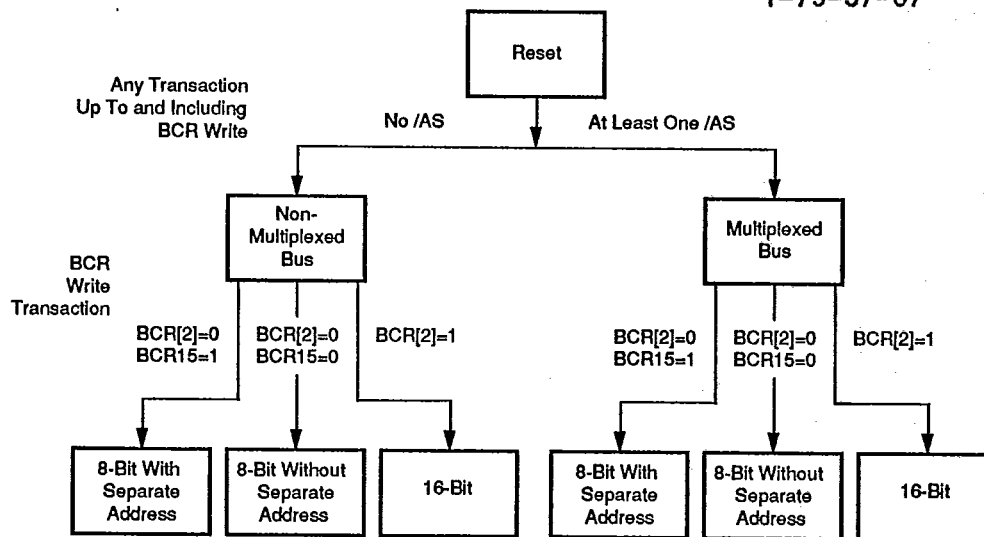 Reset
Any Transaction
Up To and Including
BCR Write
No /AS
At Least One /AS
Non-
Multiplexed
Bus
Multiplexed
Bus
BCR
Write
Transaction
BCR[2]=0
BCR15=1
BCR[2]=0
BCR15=0
BCR[2]=1
BCR[2]=0
BCR15=1
BCR[2]=0
BCR15=0
BCR[2]=1
8-Bit With
Separate
Address
8-Bit Without
Separate
Address
16-Bit
8-Bit With
Separate
Address
8-Bit Without
Separate
Address
16-Bit